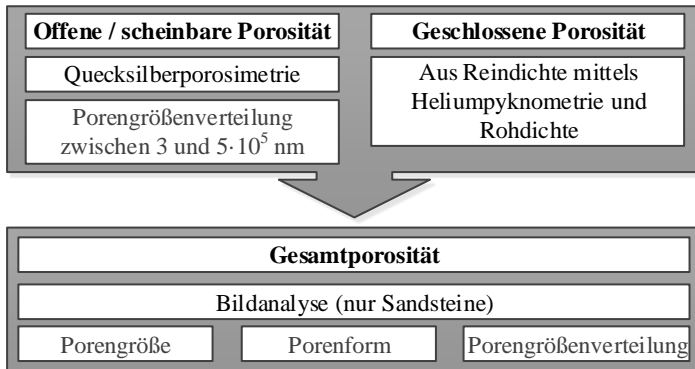 Offene / scheinbare Porosität
Quecksilberporosimetrie
Porengrößenverteilung
zwischen 3 und 5·10⁵ nm
Geschlossene Porosität
Aus Reindichte mittels
Heliumpyknometrie und
Rohdichte
Gesamtporosität
Bildanalyse (nur Sandsteine)
Porengröße
Porenform
Porengrößenverteilung